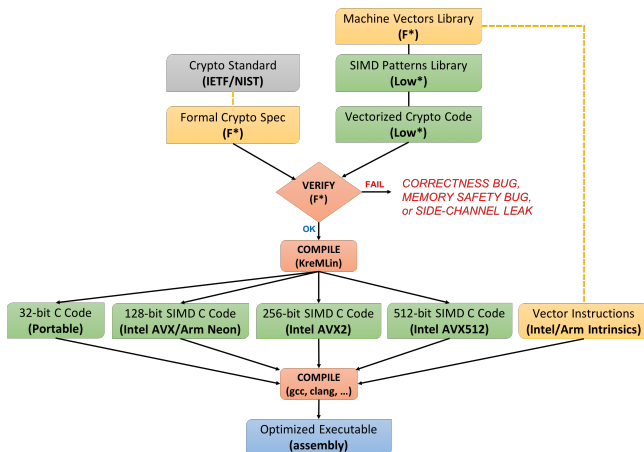 Machine Vectors Library
(F*)
Crypto Standard
(IETF/NIST)
SIMD Patterns Library
(Low*)
Formal Crypto Spec
(F*)
Vectorized Crypto Code
(Low*)
VERIFY
(F*)
FAIL
CORRECTNESS BUG,
MEMORY SAFETY BUG,
or SIDE-CHANNEL LEAK
OK
COMPILE
(KreMLin)
32-bit C Code
(Portable)
128-bit SIMD C Code
(Intel AVX/Arm Neon)
256-bit SIMD C Code
(Intel AVX2)
512-bit SIMD C Code
(Intel AVX512)
Vector Instructions
(Intel/Arm Intrinsics)
COMPILE
(gcc, clang, ...)
Optimized Executable
(assembly)